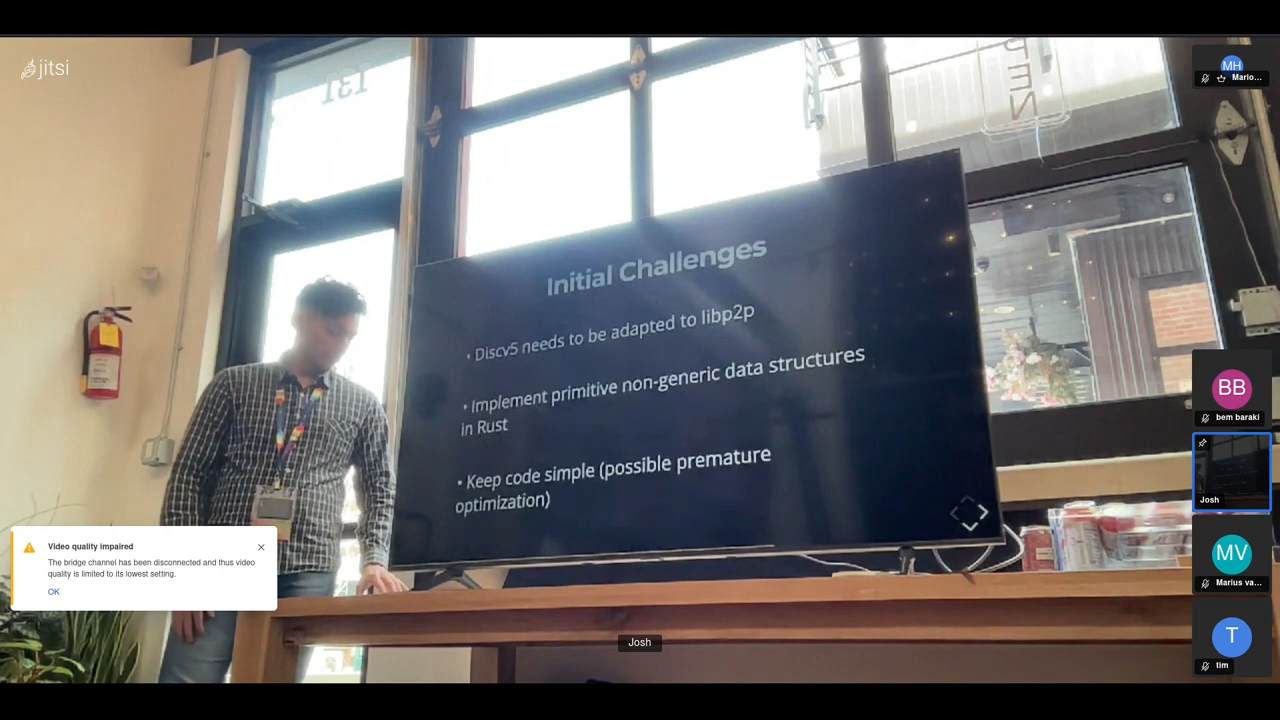 jitsi
131
PEN
MH
Mario...
Initial Challenges
• Discv5 needs to be adapted to libp2p
• Implement primitive non-generic data structures
in Rust
• Keep code simple (possible premature
optimization)
BB
bem baraki
Josh
MV
Marius va...
T
tim
Video quality impaired
The bridge channel has been disconnected and thus video
quality is limited to its lowest setting.
OK
Josh